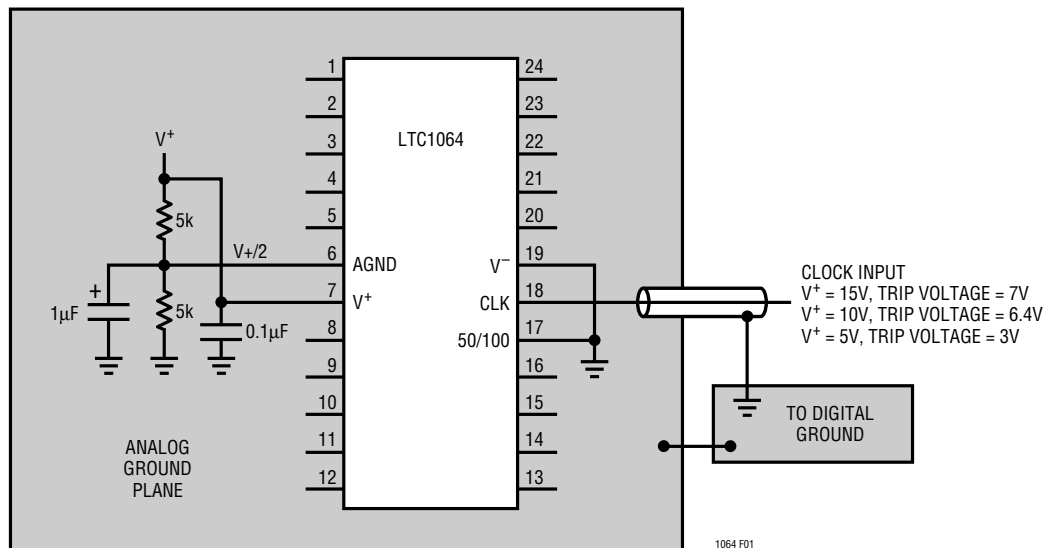 LTC1064
1
2
3
4
5
6
7
8
9
10
11
12
24
23
22
21
20
19
18
17
16
15
14
13
V+
5k
V+/2
5k
+
1µF
0.1µF
AGND
V+
V−
CLK
50/100
CLOCK INPUT
V+ = 15V, TRIP VOLTAGE = 7V
V+ = 10V, TRIP VOLTAGE = 6.4V
V+ = 5V, TRIP VOLTAGE = 3V
TO DIGITAL
GROUND
ANALOG
GROUND
PLANE
1064 F01